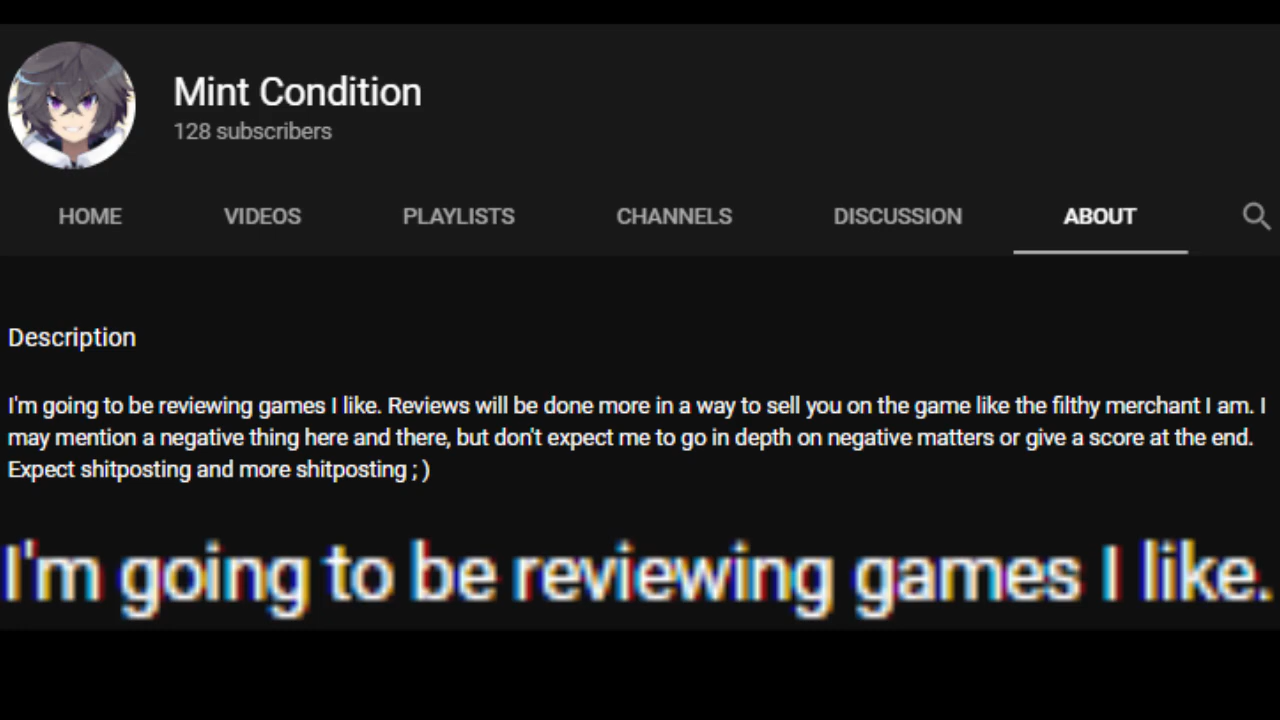 Mint Condition
128 subscribers
HOME VIDEOS PLAYLISTS CHANNELS DISCUSSION ABOUT
Description
I'm going to be reviewing games I like. Reviews will be done more in a way to sell you on the game like the filthy merchant I am. I
may mention a negative thing here and there, but don't expect me to go in depth on negative matters or give a score at the end.
Expect shitposting and more shitposting ; )
I'm going to be reviewing games I like.